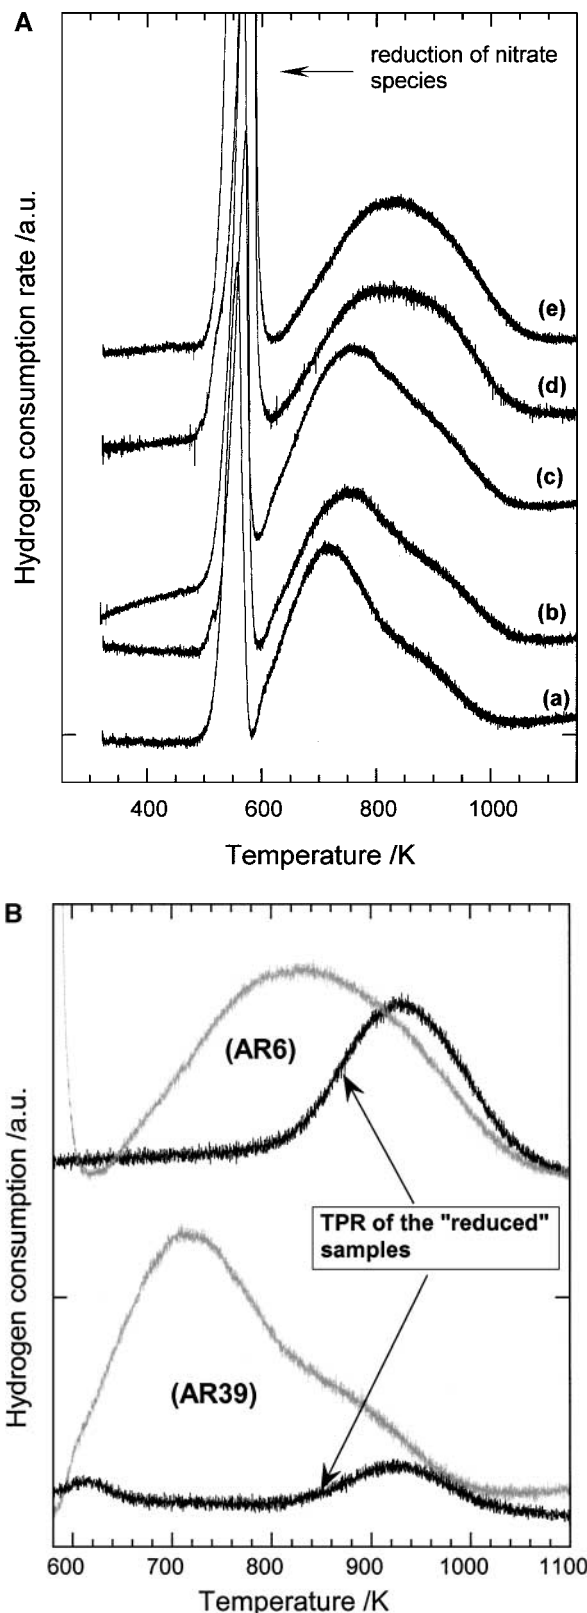 A
reduction of nitrate
species
Hydrogen consumption rate /a.u.
(e)
(d)
(c)
(b)
(a)
400 600 800 1000
Temperature /K
B
(AR6)
TPR of the "reduced"
samples
Hydrogen consumption /a.u.
(AR39)
600 700 800 900 1000 1100
Temperature /K